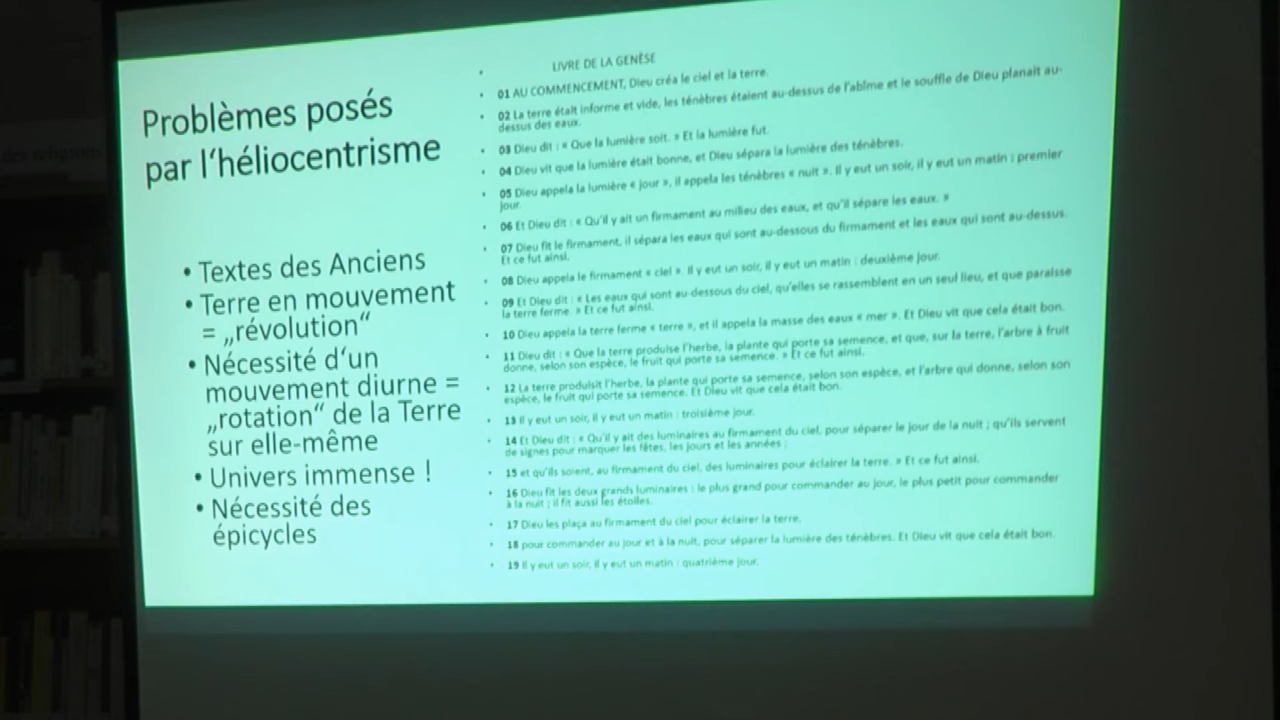 Problèmes posés
par l‘héliocentrisme
• Textes des Anciens
• Terre en mouvement
= „révolution“
• Nécessité d‘un
mouvement diurne =
„rotation“ de la Terre
sur elle-même
• Univers immense !
• Nécessité des
épicycles
• LIVRE DE LA GENÈSE
• 01 AU COMMENCEMENT, Dieu créa le ciel et la terre.
• 02 La terre était informe et vide, les ténèbres étaient au-dessus de l’abîme et le souffle de Dieu planait au-
dessus des eaux.
• 03 Dieu dit : « Que la lumière soit. » Et la lumière fut.
• 04 Dieu vit que la lumière était bonne, et Dieu sépara la lumière des ténèbres.
• 05 Dieu appela la lumière « jour », il appela les ténèbres « nuit ». Il y eut un soir, il y eut un matin : premier
jour.
• 06 Et Dieu dit : « Qu’il y ait un firmament au milieu des eaux, et qu’il sépare les eaux. »
• 07 Dieu fit le firmament, il sépara les eaux qui sont au-dessous du firmament et les eaux qui sont au-dessus.
Et ce fut ainsi.
• 08 Dieu appela le firmament « ciel ». Il y eut un soir, il y eut un matin : deuxième jour.
• 09 Et Dieu dit : « Les eaux qui sont au-dessous du ciel, qu’elles se rassemblent en un seul lieu, et que paraisse
la terre ferme. » Et ce fut ainsi.
• 10 Dieu appela la terre ferme « terre », et il appela la masse des eaux « mer ». Et Dieu vit que cela était bon.
• 11 Dieu dit : « Que la terre produise l’herbe, la plante qui porte sa semence, et que, sur la terre, l’arbre à fruit
donne, selon son espèce, le fruit qui porte sa semence. » Et ce fut ainsi.
• 12 La terre produisit l’herbe, la plante qui porte sa semence, selon son espèce, et l’arbre qui donne, selon son
espèce, le fruit qui porte sa semence. Et Dieu vit que cela était bon.
• 13 Il y eut un soir, il y eut un matin : troisième jour.
• 14 Et Dieu dit : « Qu’il y ait des luminaires au firmament du ciel, pour séparer le jour de la nuit ; qu’ils servent
de signes pour marquer les fêtes, les jours et les années ;
• 15 et qu’ils soient, au firmament du ciel, des luminaires pour éclairer la terre. » Et ce fut ainsi.
• 16 Dieu fit les deux grands luminaires : le plus grand pour commander au jour, le plus petit pour commander
à la nuit ; il fit aussi les étoiles.
• 17 Dieu les plaça au firmament du ciel pour éclairer la terre,
• 18 pour commander au jour et à la nuit, pour séparer la lumière des ténèbres. Et Dieu vit que cela était bon.
• 19 Il y eut un soir, il y eut un matin : quatrième jour.